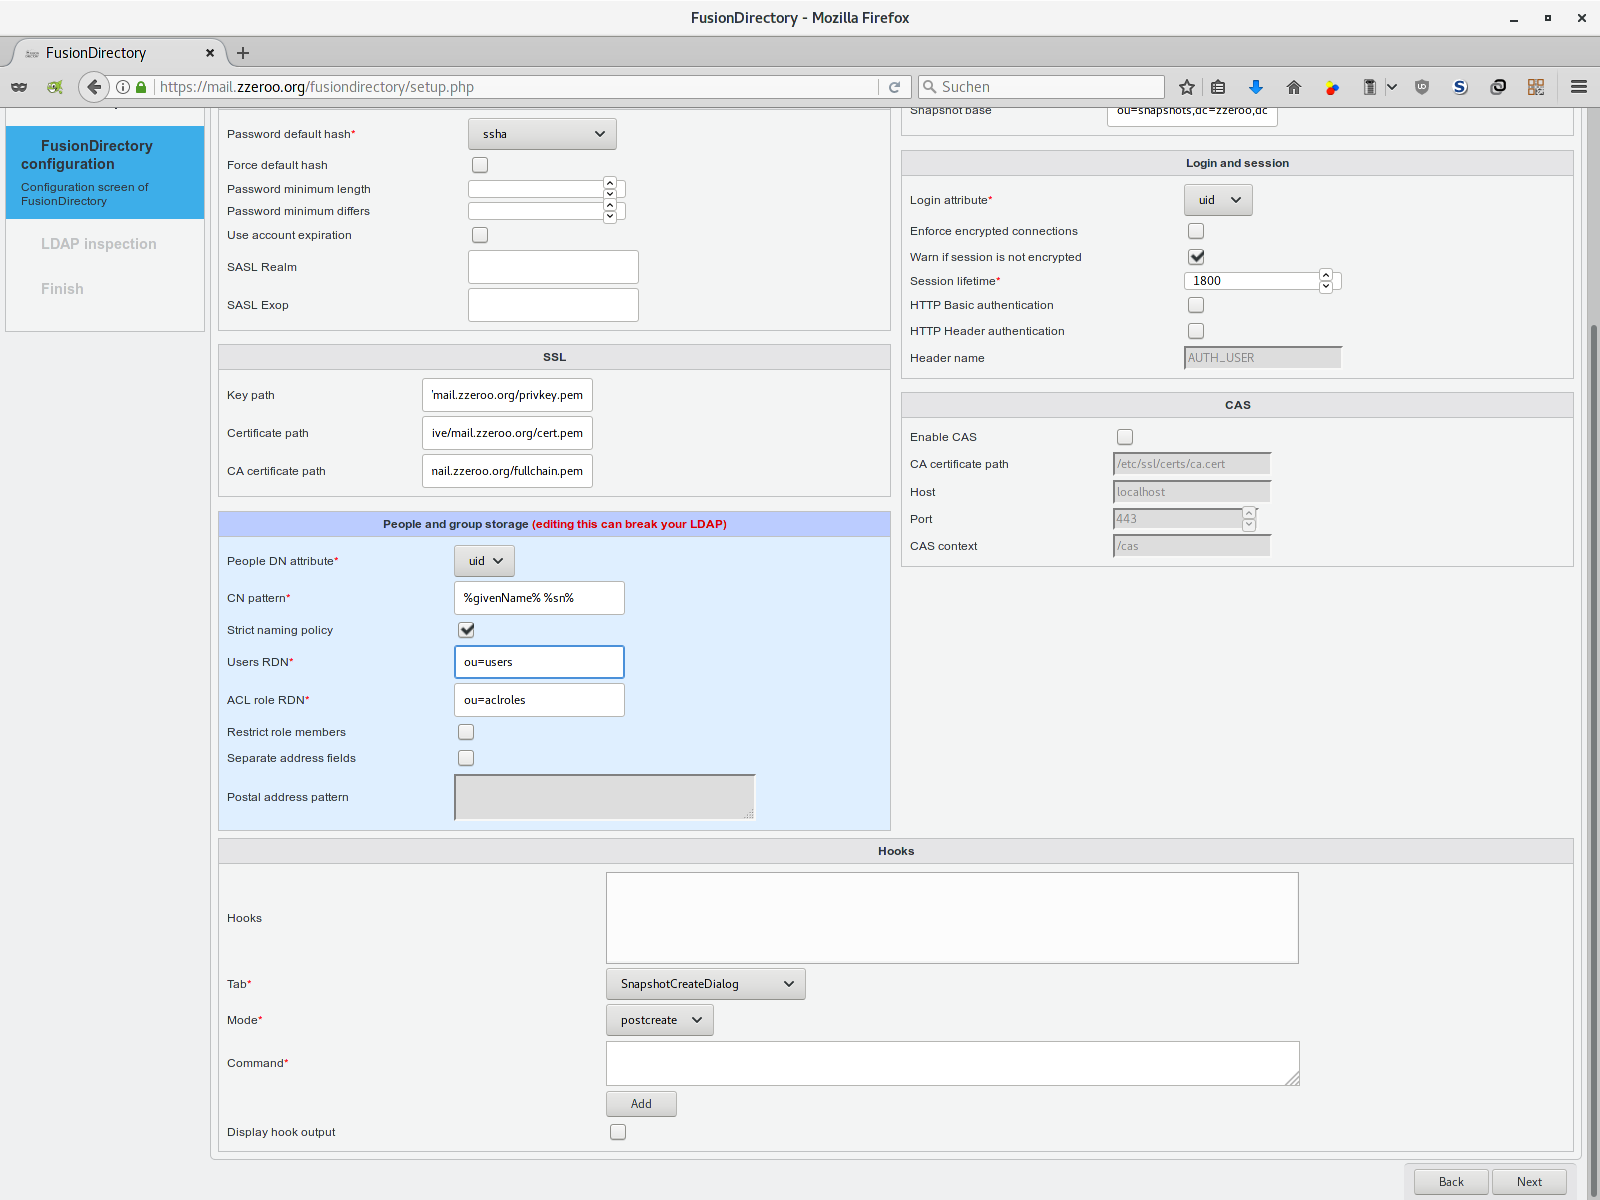 FusionDirectory - Mozilla Firefox
FusionDirectory
https://mail.zzeroo.org/fusiondirectory/setup.php
Suchen
FusionDirectory configuration
Configuration screen of FusionDirectory
LDAP inspection
Finish
Password default hash*
ssha
Force default hash
Password minimum length
Password minimum differs
Use account expiration
SASL Realm
SASL Exop
SSL
Key path
'mail.zzeroo.org/privkey.pem
Certificate path
ive/mail.zzeroo.org/cert.pem
CA certificate path
nail.zzeroo.org/fullchain.pem
People and group storage (editing this can break your LDAP)
People DN attribute*
uid
CN pattern*
%givenName% %sn%
Strict naming policy
Users RDN*
ou=users
ACL role RDN*
ou=aclroles
Restrict role members
Separate address fields
Postal address pattern
Snapshot base
ou=snapshots,dc=zzeroo,dc
Login and session
Login attribute*
uid
Enforce encrypted connections
Warn if session is not encrypted
Session lifetime*
1800
HTTP Basic authentication
HTTP Header authentication
Header name
AUTH_USER
CAS
Enable CAS
CA certificate path
/etc/ssl/certs/ca.cert
Host
localhost
Port
443
CAS context
/cas
Hooks
Hooks
Tab*
SnapshotCreateDialog
Mode*
postcreate
Command*
Add
Display hook output
Back
Next